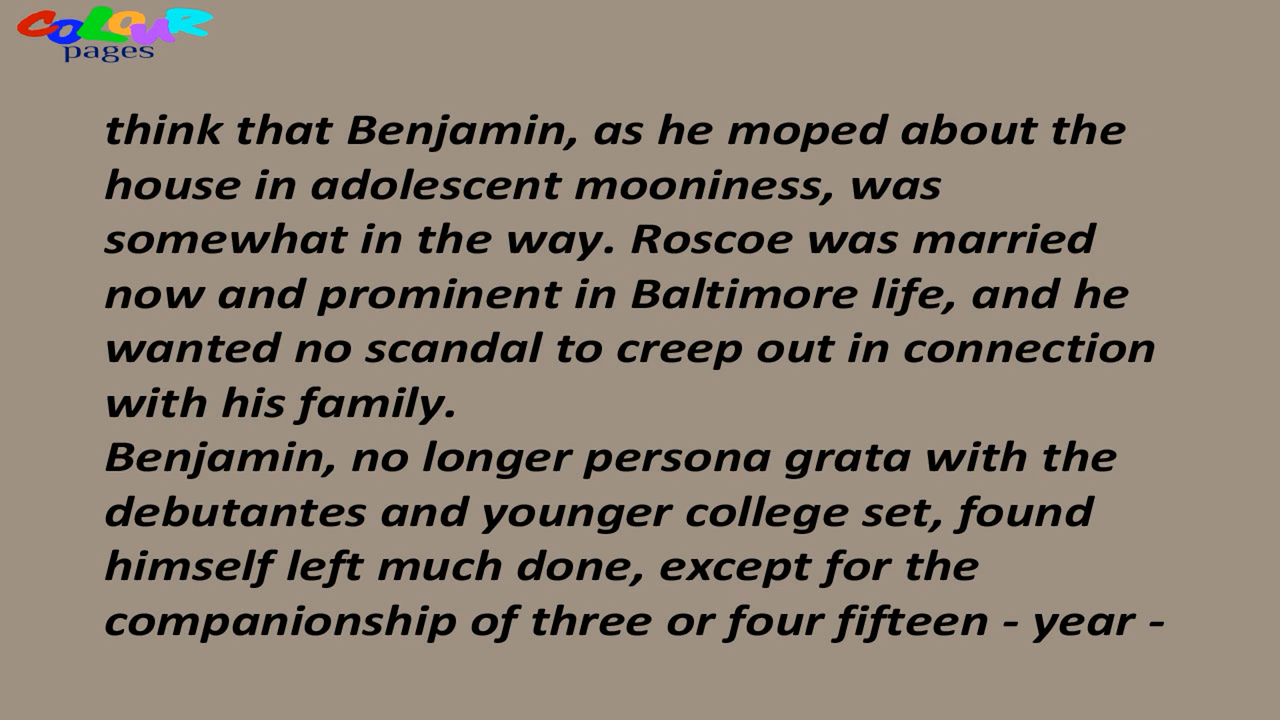 COLOUR
pages
think that Benjamin, as he moped about the
house in adolescent mooniness, was
somewhat in the way. Roscoe was married
now and prominent in Baltimore life, and he
wanted no scandal to creep out in connection
with his family.
Benjamin, no longer persona grata with the
debutantes and younger college set, found
himself left much done, except for the
companionship of three or four fifteen - year -